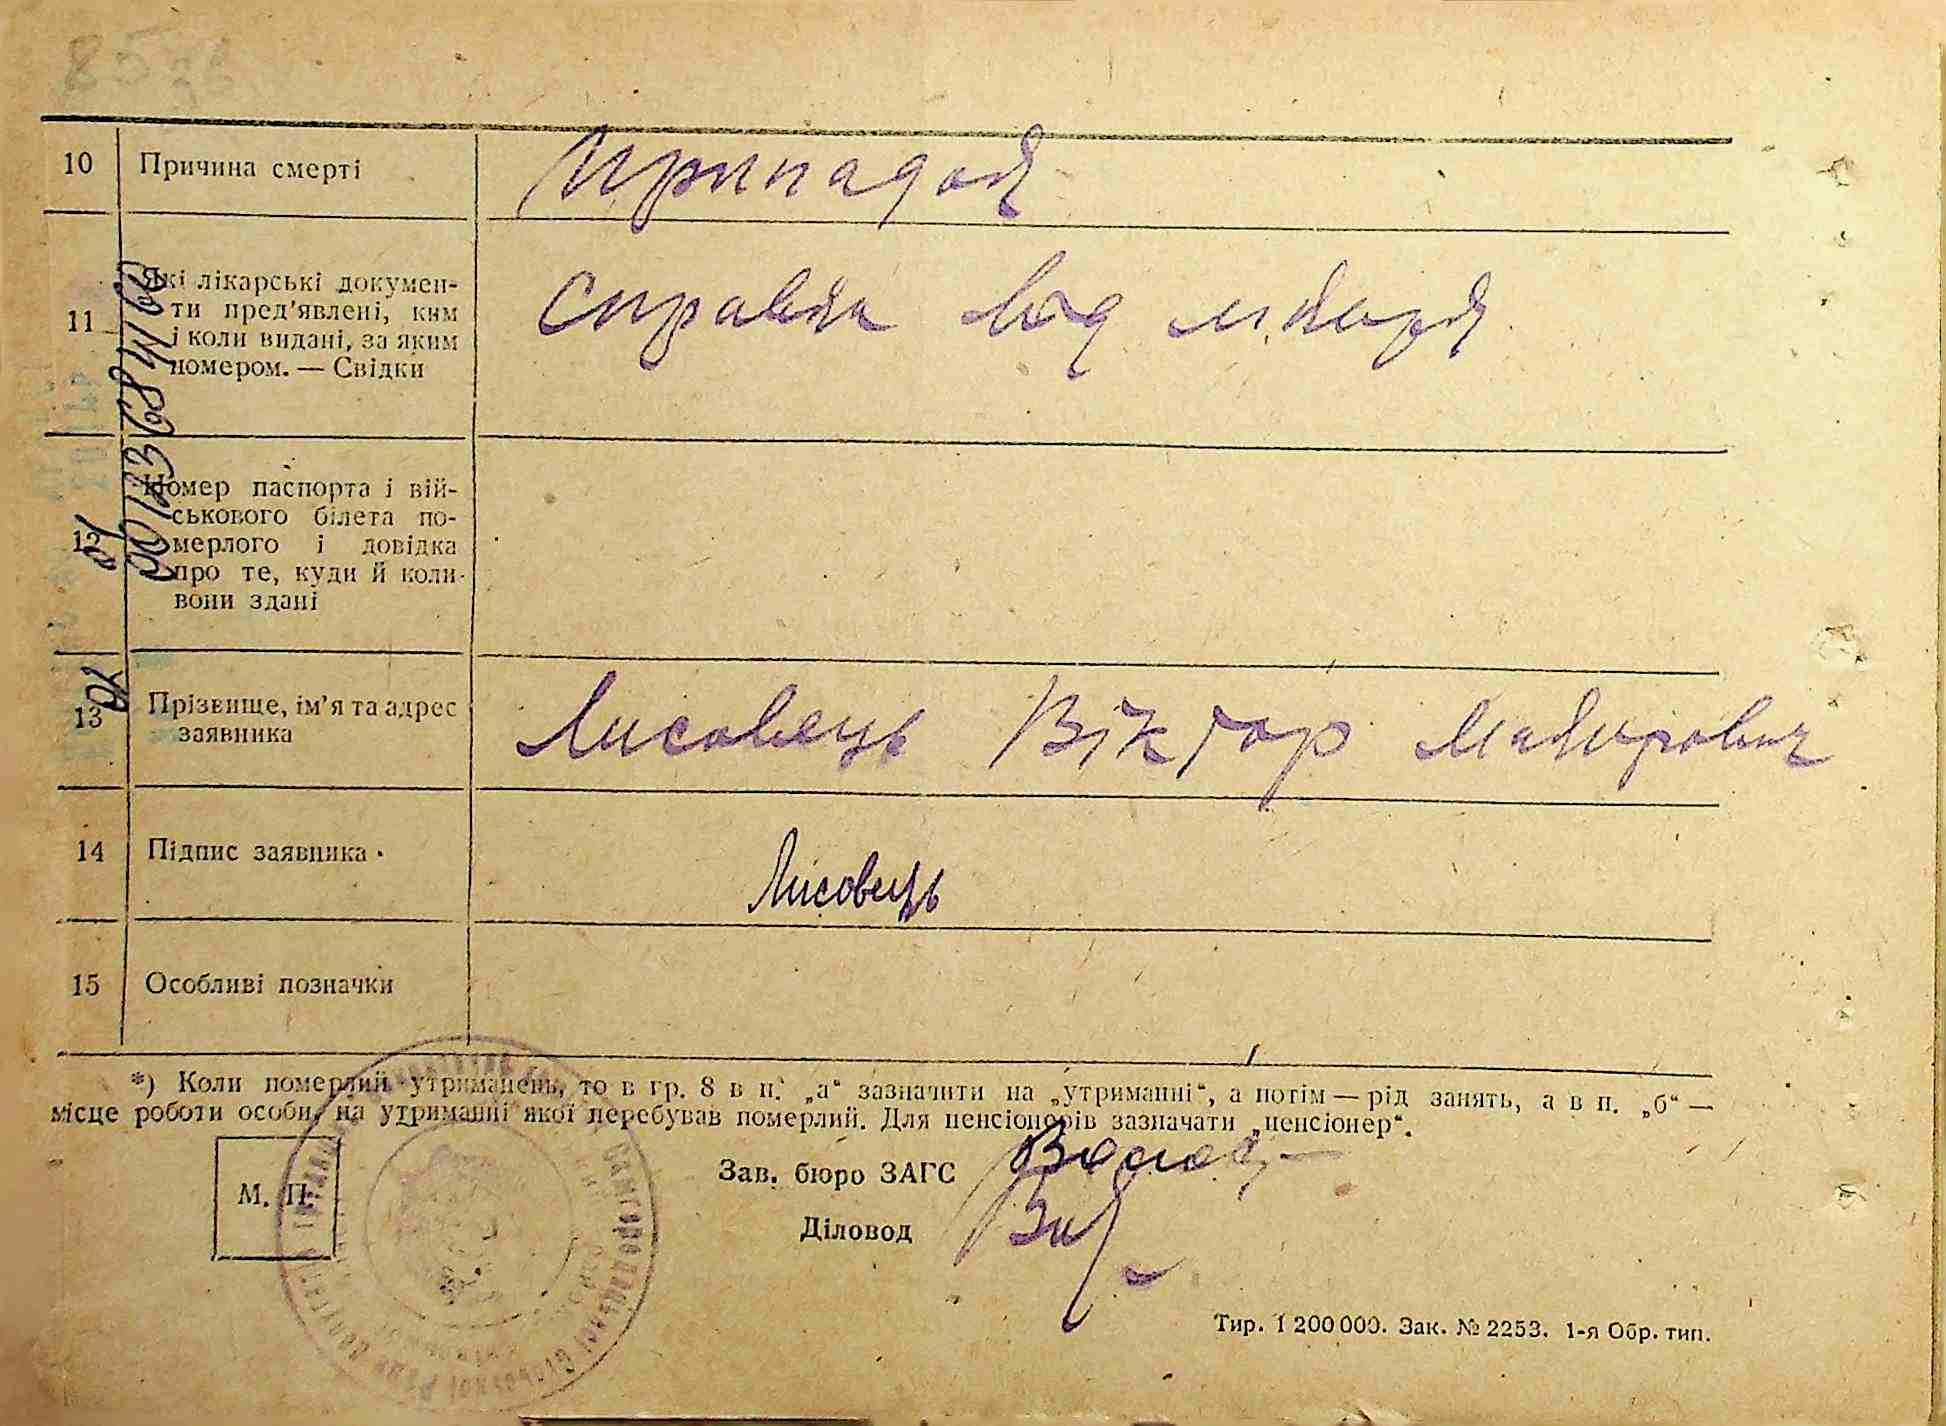 10 Причина смерті Припадок
11 Які лікарські докумен-
ти пред'явлені, ким
і коли видані, за яким
номером. — Свідки
Справка від лікаря
12 Номер паспорта і вій-
ськового білета по-
мерлого і довідка
про те, куди й коли
вони здані
13 Прізвище, ім'я та адрес
заявника
Лисовець Віктор
14 Підпис заявника
Лисовець
15 Особливі позначки
*) Коли померлий утриманець, то в гр. 8 в п. „а“ зазначити на „утриманні“, а потім — рід занять, а в п. „б“ —
місце роботи особи, на утриманні якої перебував померлий. Для пенсіонерів зазначати „пенсіонер“.
М. П.
Зав. бюро ЗАГС
Діловод
Тир. 1 200 000. Зак. № 2253. 1-я Обр. тип.